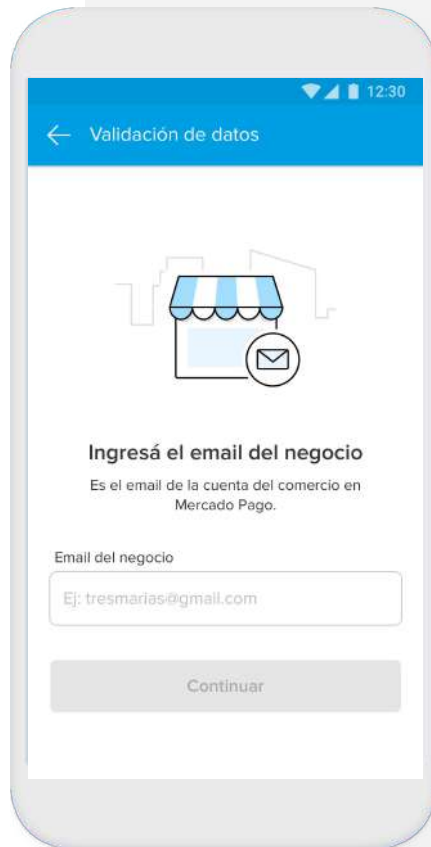 12:30
Validación de datos
Ingresá el email del negocio
Es el email de la cuenta del comercio en
Mercado Pago.
Email del negocio
Ej: tresmarias@gmail.com
Continuar